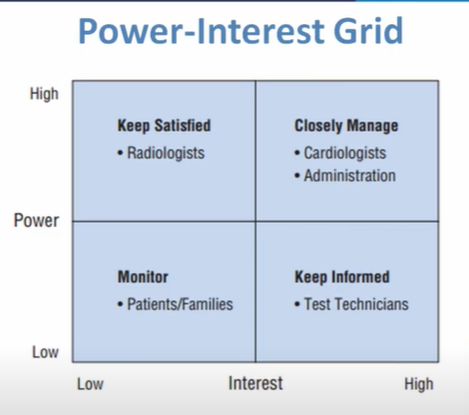 Power-Interest Grid
High
Keep Satisfied
• Radiologists
Closely Manage
• Cardiologists
• Administration
Power
Monitor
• Patients/Families
Keep Informed
• Test Technicians
Low
Low
Interest
High